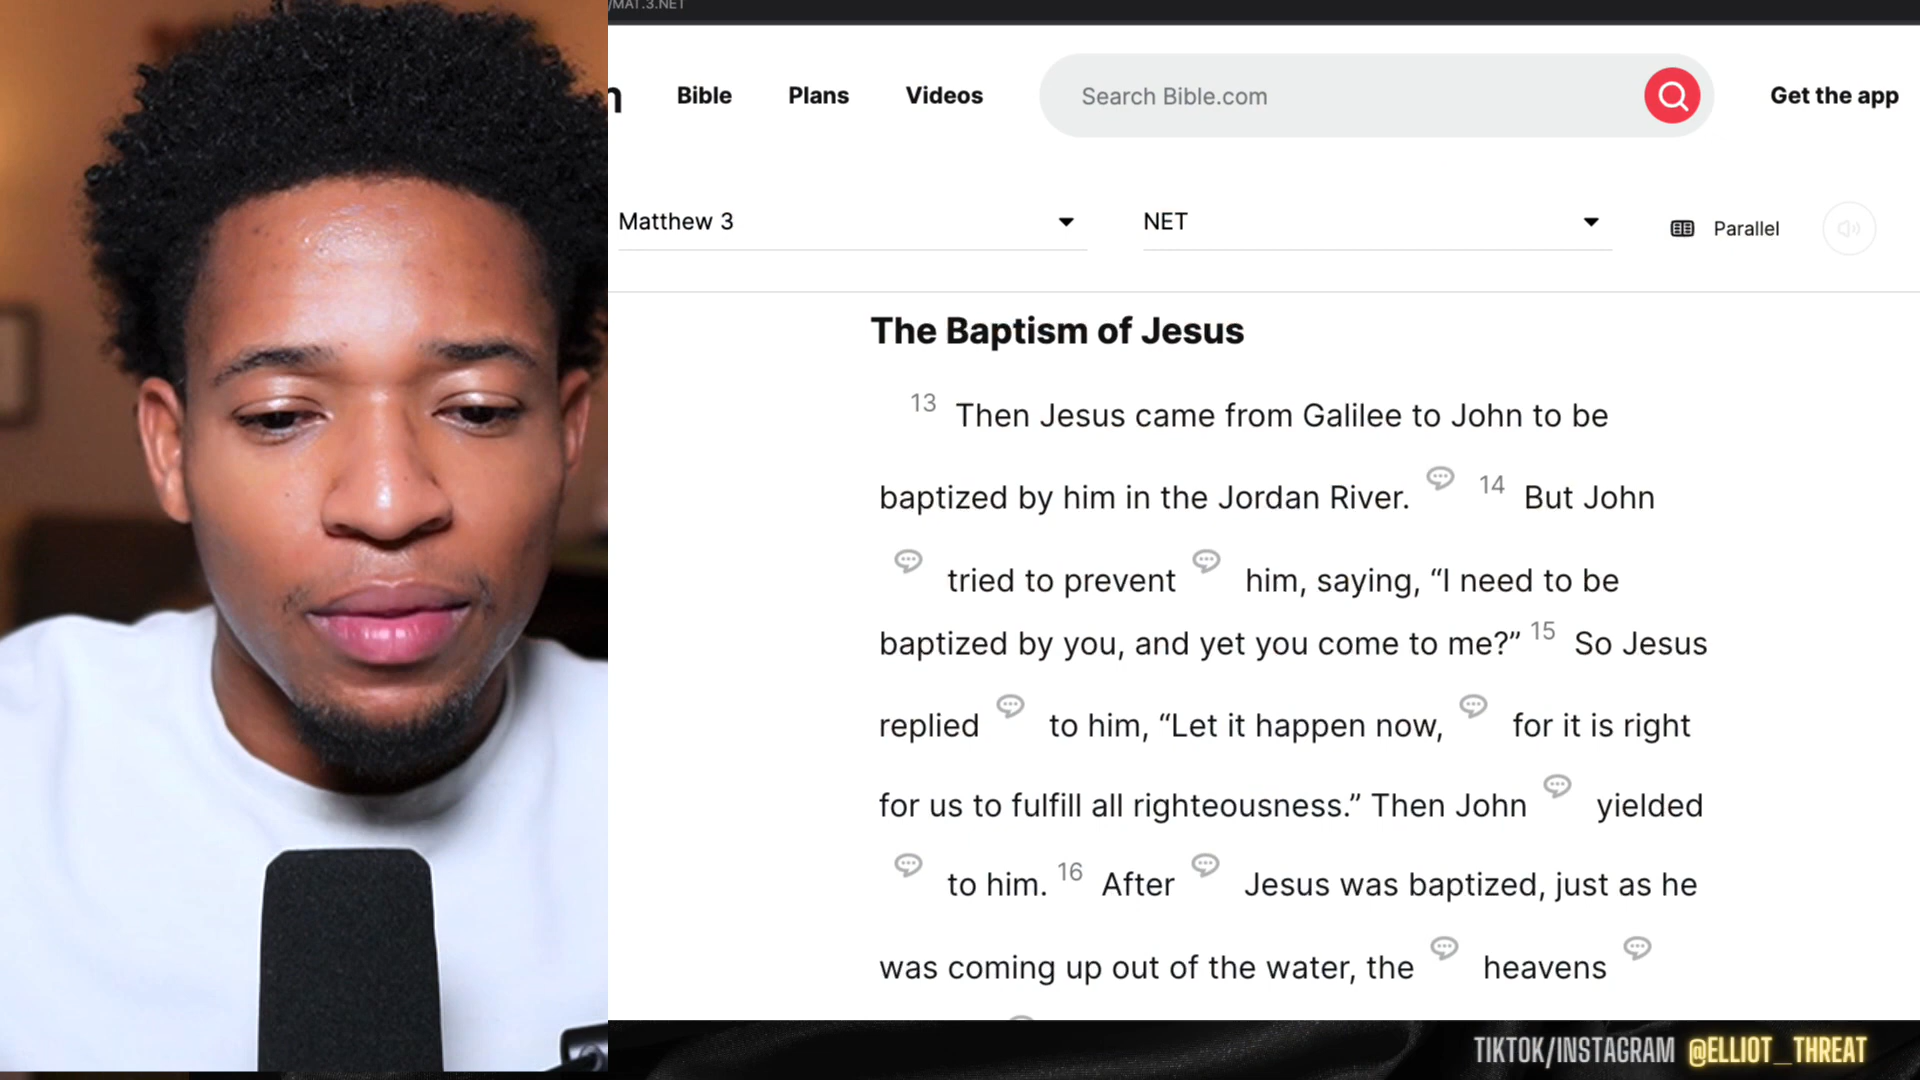 /MAT.3.NET
Bible Plans Videos Search Bible.com Get the app
Matthew 3 NET Parallel
The Baptism of Jesus
13 Then Jesus came from Galilee to John to be
baptized by him in the Jordan River. 14 But John
tried to prevent him, saying, “I need to be
baptized by you, and yet you come to me?” 15 So Jesus
replied to him, “Let it happen now, for it is right
for us to fulfill all righteousness.” Then John yielded
to him. 16 After Jesus was baptized, just as he
was coming up out of the water, the heavens
TIKTOK/INSTAGRAM @ELLIOT_THREAT